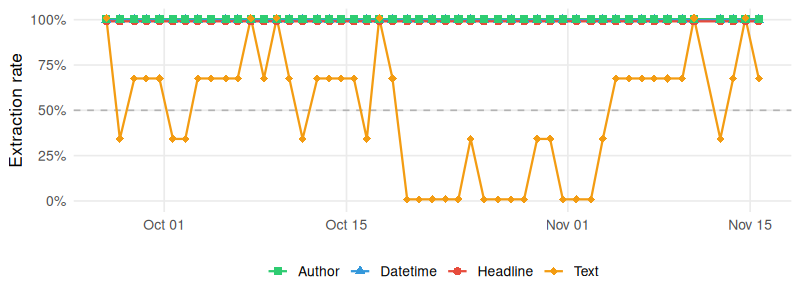 100%
75%
50%
25%
0%
Extraction rate
Oct 01 Oct 15 Nov 01 Nov 15
Author Datetime Headline Text